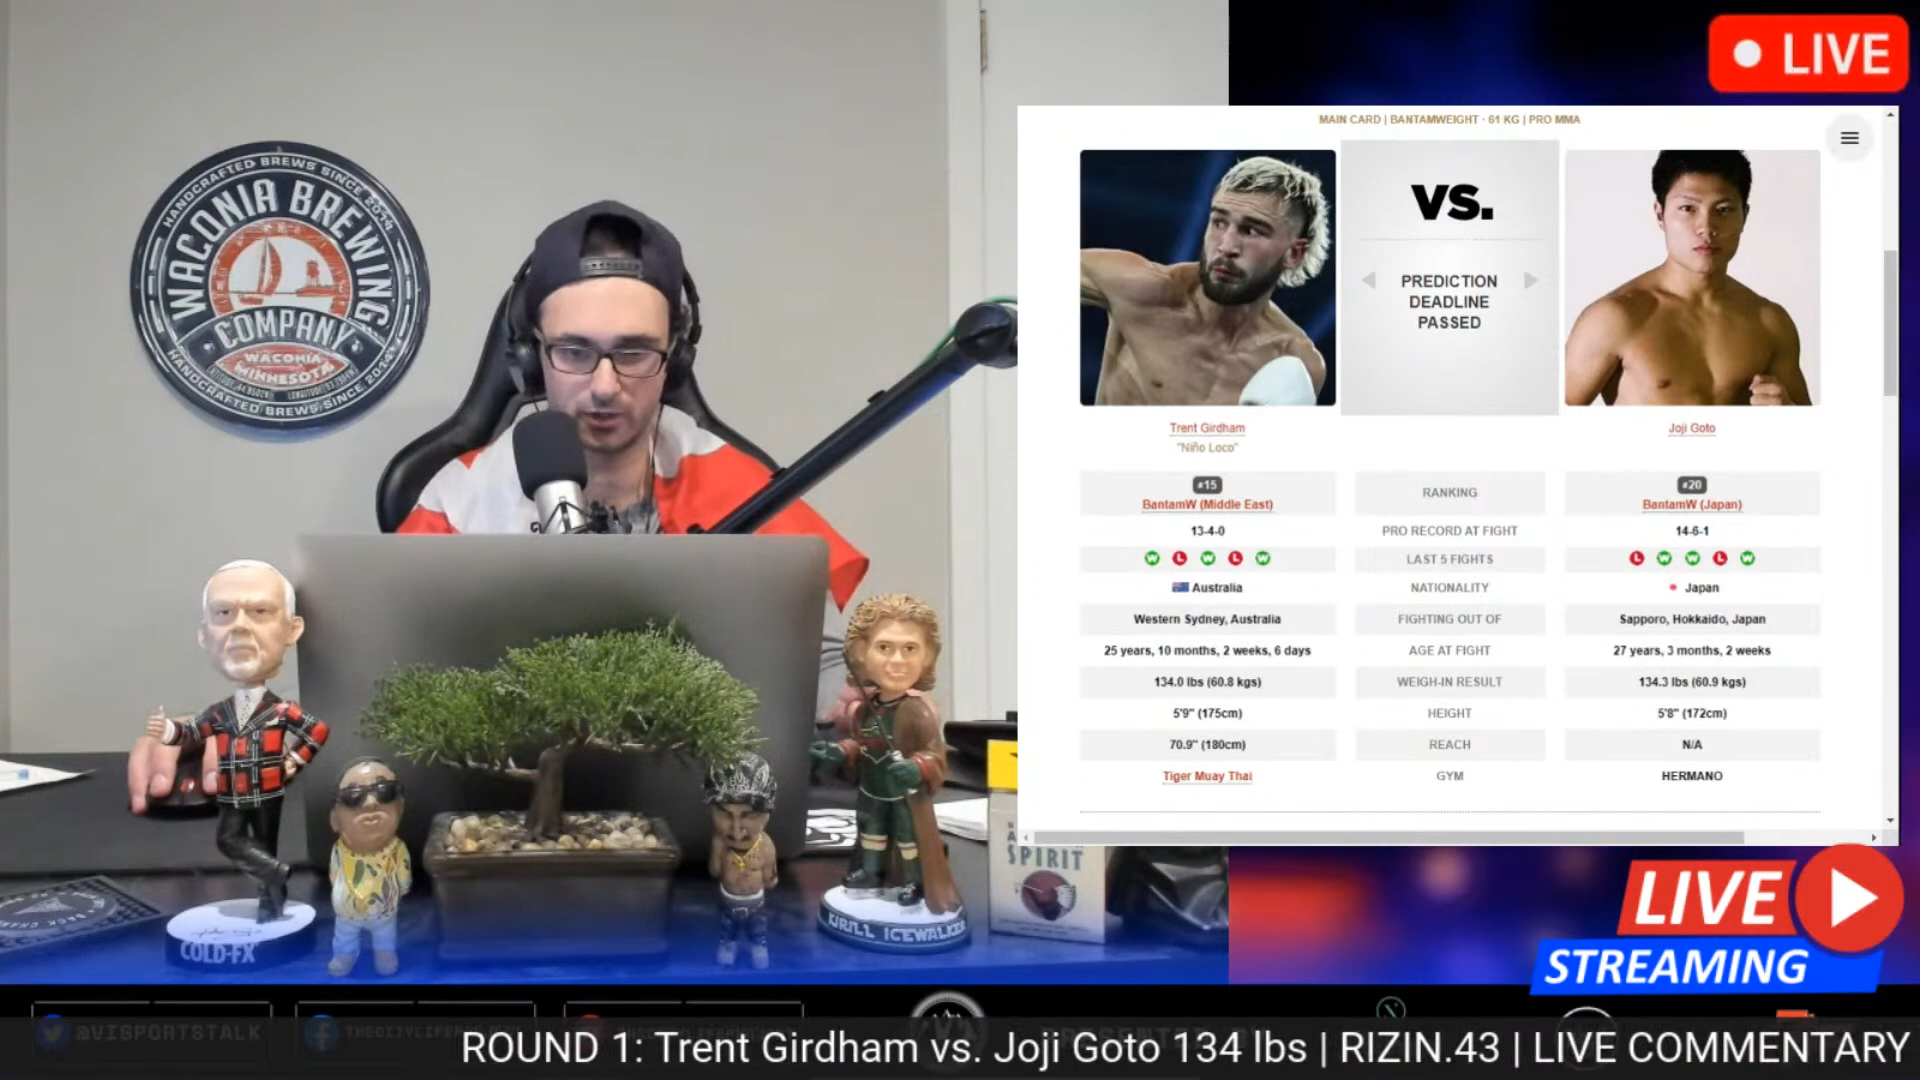 LIVE
MAIN CARD | BANTAMWEIGHT · 61 KG | PRO MMA
VS.
PREDICTION
DEADLINE
PASSED
Trent Girdham
"Niño Loco"
Joji Goto
#15
BantamW (Middle East)
RANKING
#20
BantamW (Japan)
13-4-0
PRO RECORD AT FIGHT
14-6-1
W L W L W
LAST 5 FIGHTS
L W W L W
Australia
NATIONALITY
Japan
Western Sydney, Australia
FIGHTING OUT OF
Sapporo, Hokkaido, Japan
25 years, 10 months, 2 weeks, 6 days
AGE AT FIGHT
27 years, 3 months, 2 weeks
134.0 lbs (60.8 kgs)
WEIGH-IN RESULT
134.3 lbs (60.9 kgs)
5'9" (175cm)
HEIGHT
5'8" (172cm)
70.9" (180cm)
REACH
N/A
Tiger Muay Thai
GYM
HERMANO
HANDCRAFTED BREWS SINCE 2014
WACONIA BREWING
COMPANY
WACONIA
MINNESOTA
HANDCRAFTED BREWS SINCE 2014
COLD-FX
KIRILL ICEWALKER
SPIRIT
LIVE
STREAMING
@VISPORTSTALK
ROUND 1: Trent Girdham vs. Joji Goto 134 lbs | RIZIN.43 | LIVE COMMENTARY